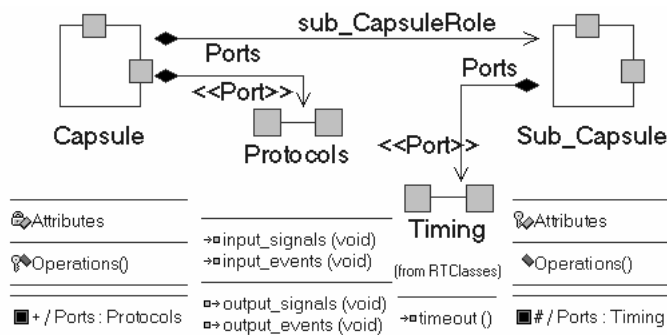 sub_CapsuleRole
Ports
Ports
<<Port>>
Capsule
Sub_Capsule
Protocols
<<Port>>
Timing
(from RTClasses)
Attributes
Operations()
+ / Ports : Protocols
input_signals (void)
input_events (void)
output_signals (void)
output_events (void)
timeout ()
Attributes
Operations()
# / Ports : Timing